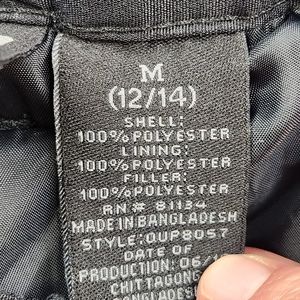 M
(12/14)
SHELL:
100% POLYESTER
LINING:
100% POLYESTER
FILLER:
100% POLYESTER
RN# 81134
MADE IN BANGLADESH
STYLE: OUP8057
DATE OF
PRODUCTION: 06/1
CHITTAGONG
BANGLADESH